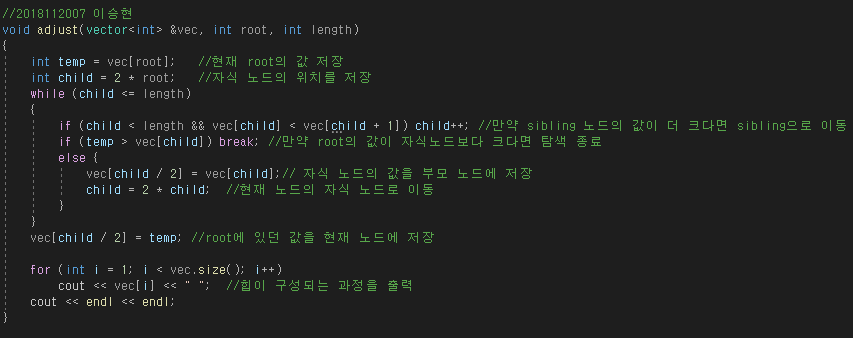 //2018112007 이승현
void adjust(vector<int> &vec, int root, int length)
{
    int temp = vec[root];   //현재 root의 값 저장
    int child = 2 * root;   //자식 노드의 위치를 저장
    while (child <= length)
    {
        if (child < length && vec[child] < vec[child + 1]) child++; //만약 sibling 노드의 값이 더 크다면 sibling으로 이동
        if (temp > vec[child]) break; //만약 root의 값이 자식노드보다 크다면 탐색 종료
        else {
            vec[child / 2] = vec[child];// 자식 노드의 값을 부모 노드에 저장
            child = 2 * child;  //현재 노드의 자식 노드로 이동
        }
    }
    vec[child / 2] = temp; //root에 있던 값을 현재 노드에 저장

    for (int i = 1; i < vec.size(); i++)
        cout << vec[i] << " ";  //힙이 구성되는 과정을 출력
    cout << endl << endl;
}